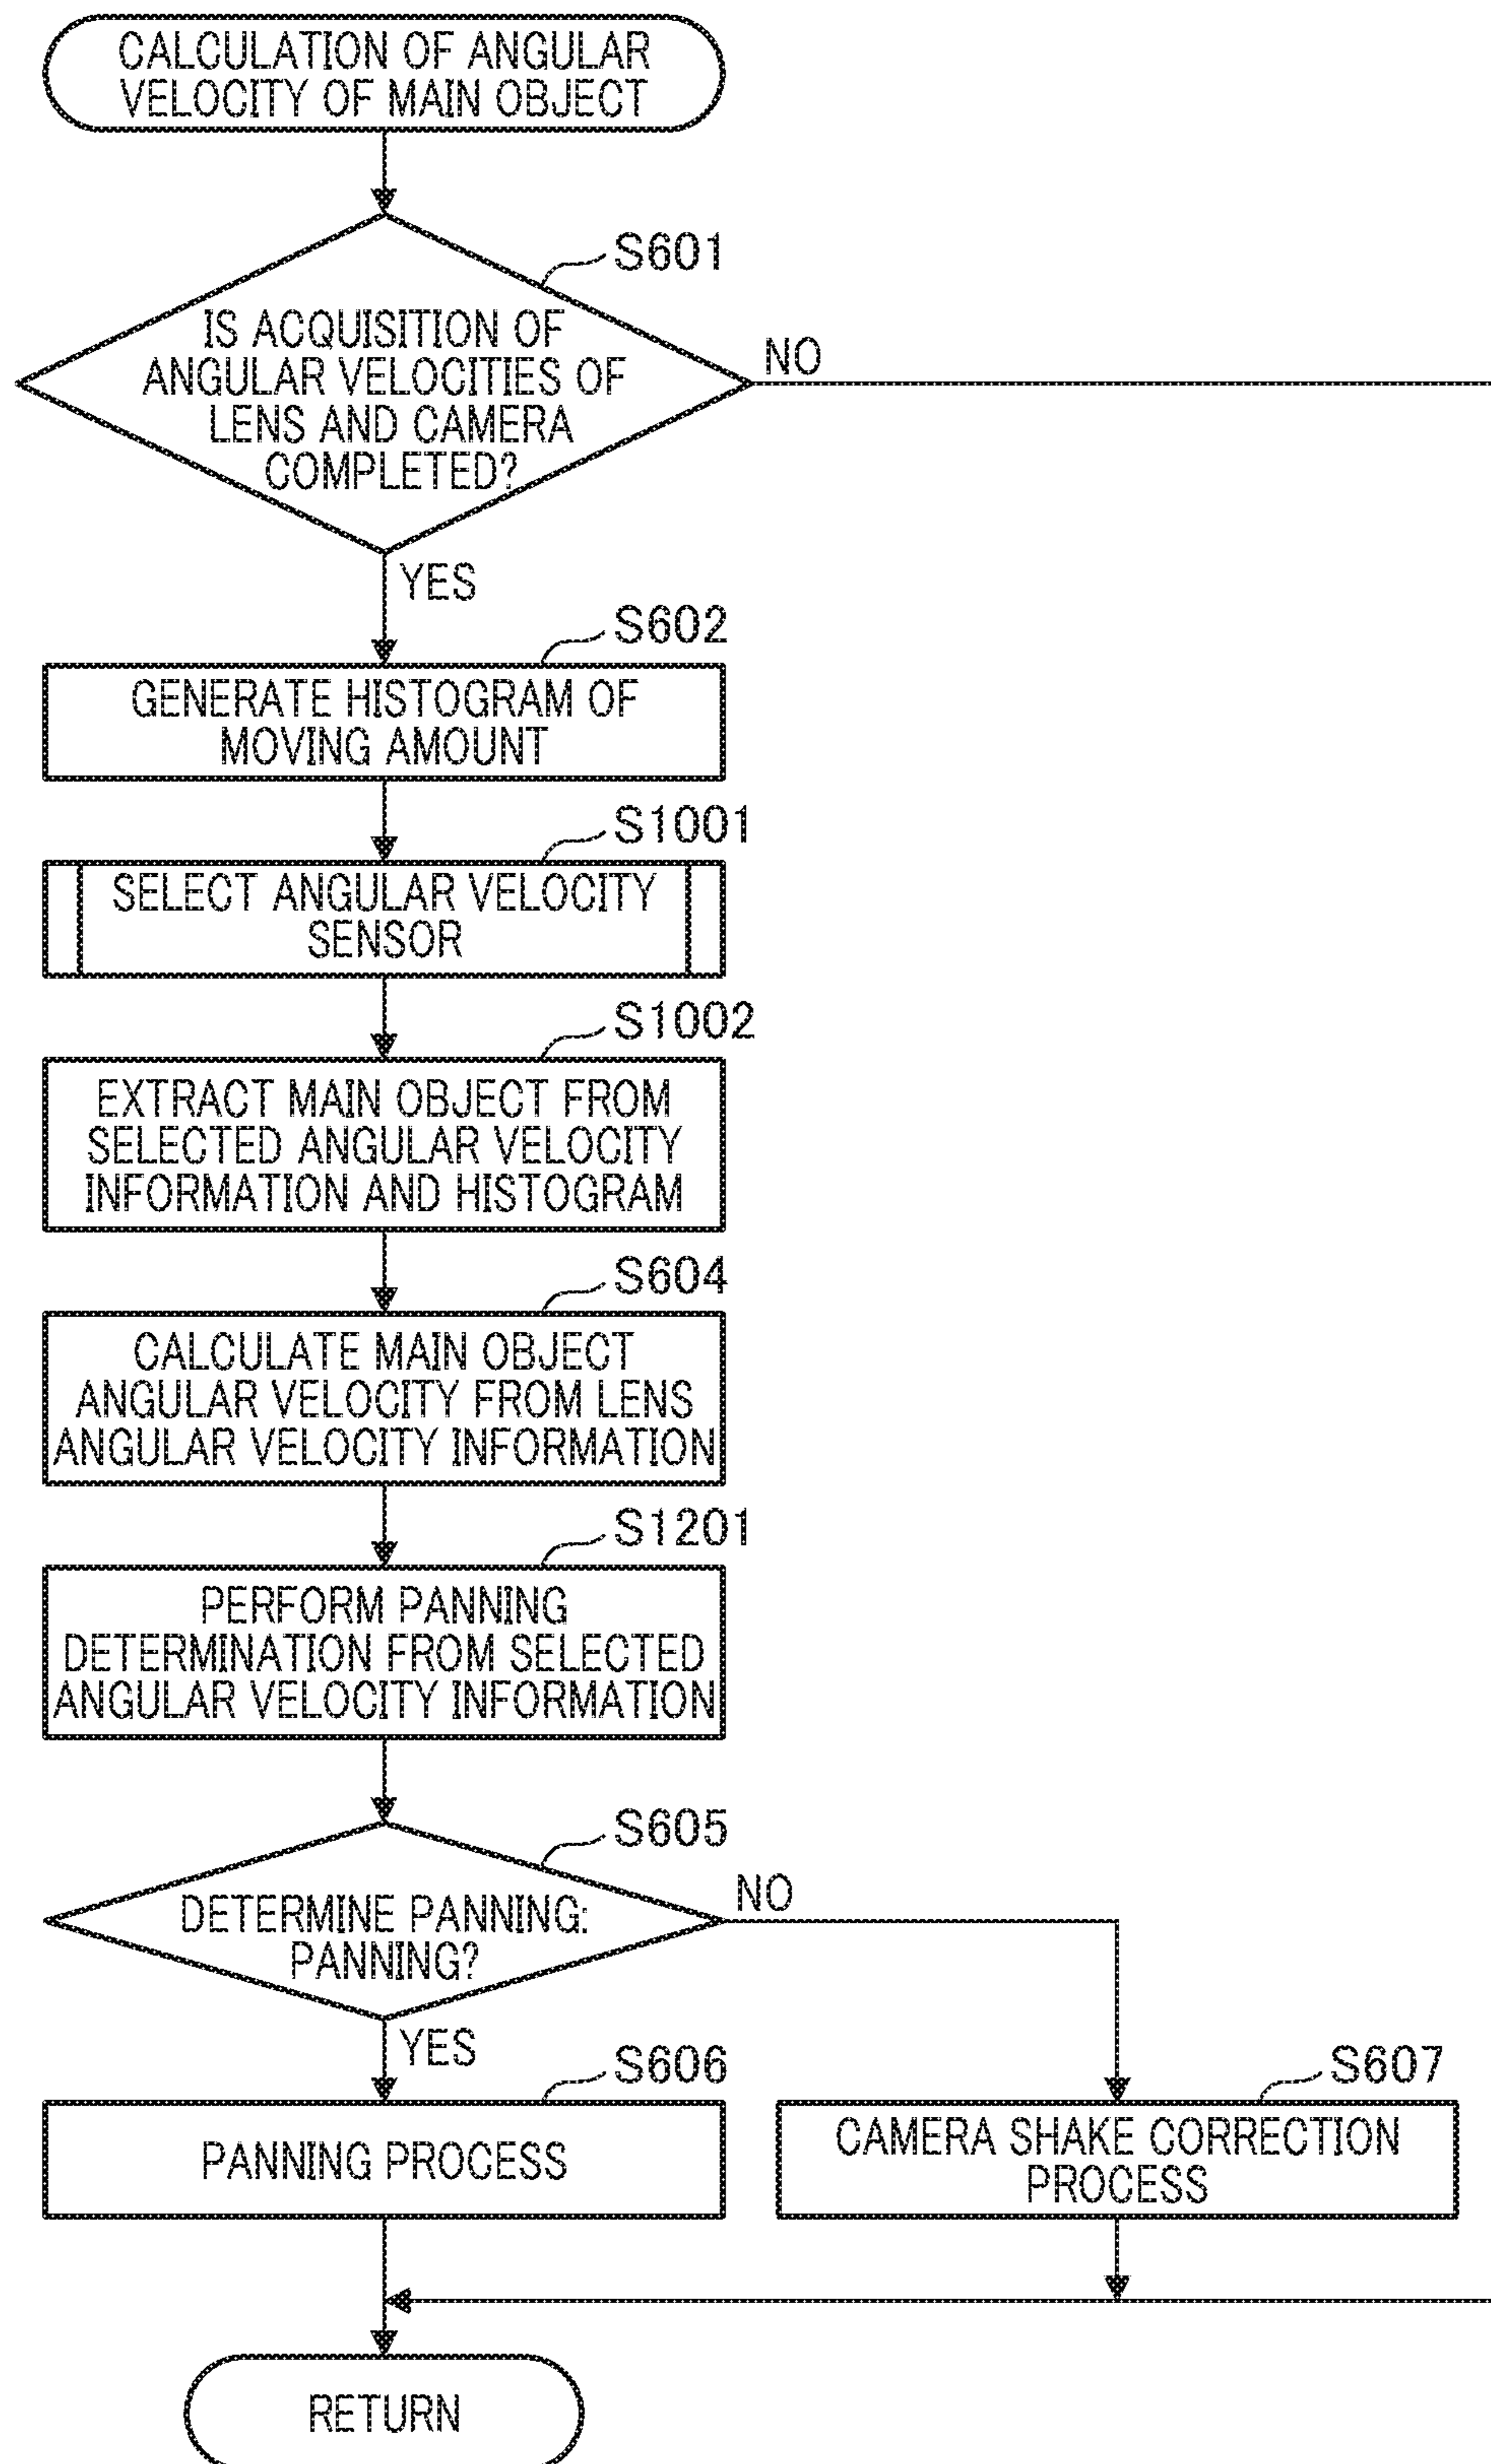 CALCULATION OF ANGULAR
VELOCITY OF MAIN OBJECT
S601
IS ACQUISITION OF
ANGULAR VELOCITIES OF
LENS AND CAMERA
COMPLETED?
NO
YES
S602
GENERATE HISTOGRAM OF
MOVING AMOUNT
S1001
SELECT ANGULAR VELOCITY
SENSOR
S1002
EXTRACT MAIN OBJECT FROM
SELECTED ANGULAR VELOCITY
INFORMATION AND HISTOGRAM
S604
CALCULATE MAIN OBJECT
ANGULAR VELOCITY FROM LENS
ANGULAR VELOCITY INFORMATION
S1201
PERFORM PANNING
DETERMINATION FROM SELECTED
ANGULAR VELOCITY INFORMATION
S605
DETERMINE PANNING:
PANNING?
NO
YES
S606
PANNING PROCESS
S607
CAMERA SHAKE CORRECTION
PROCESS
RETURN